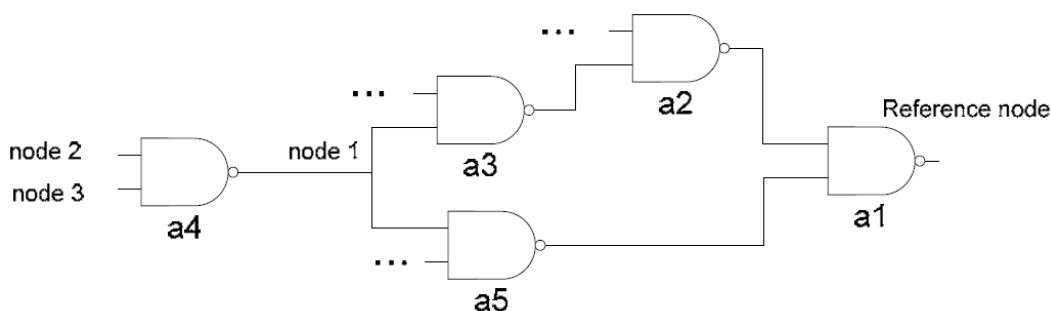 ...
a2
...
a3
Reference node
a1
node 2
node 3
a4
node 1
...
a5